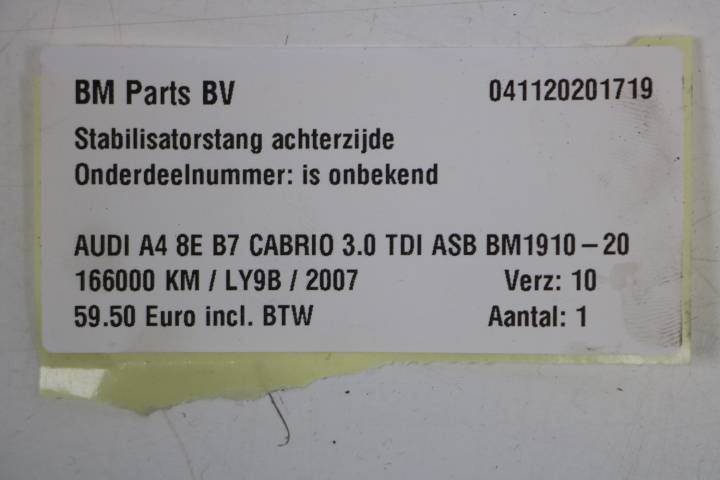 BM Parts BV 041120201719
Stabilisatorstang achterzijde
Onderdeelnummer: is onbekend
AUDI A4 8E B7 CABRIO 3.0 TDI ASB BM1910-20
166000 KM / LY9B / 2007 Verz: 10
59.50 Euro incl. BTW Aantal: 1